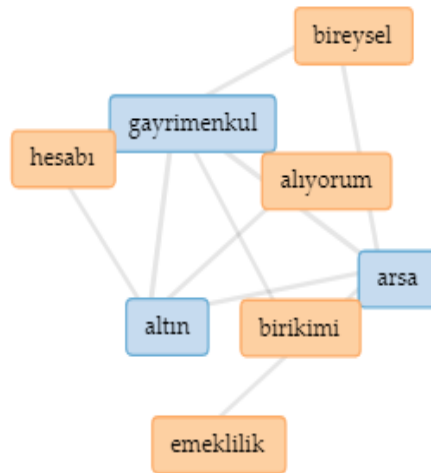 bireysel
gayrimenkul
hesabı
alıyorum
arsa
altın
birikimi
emeklilik